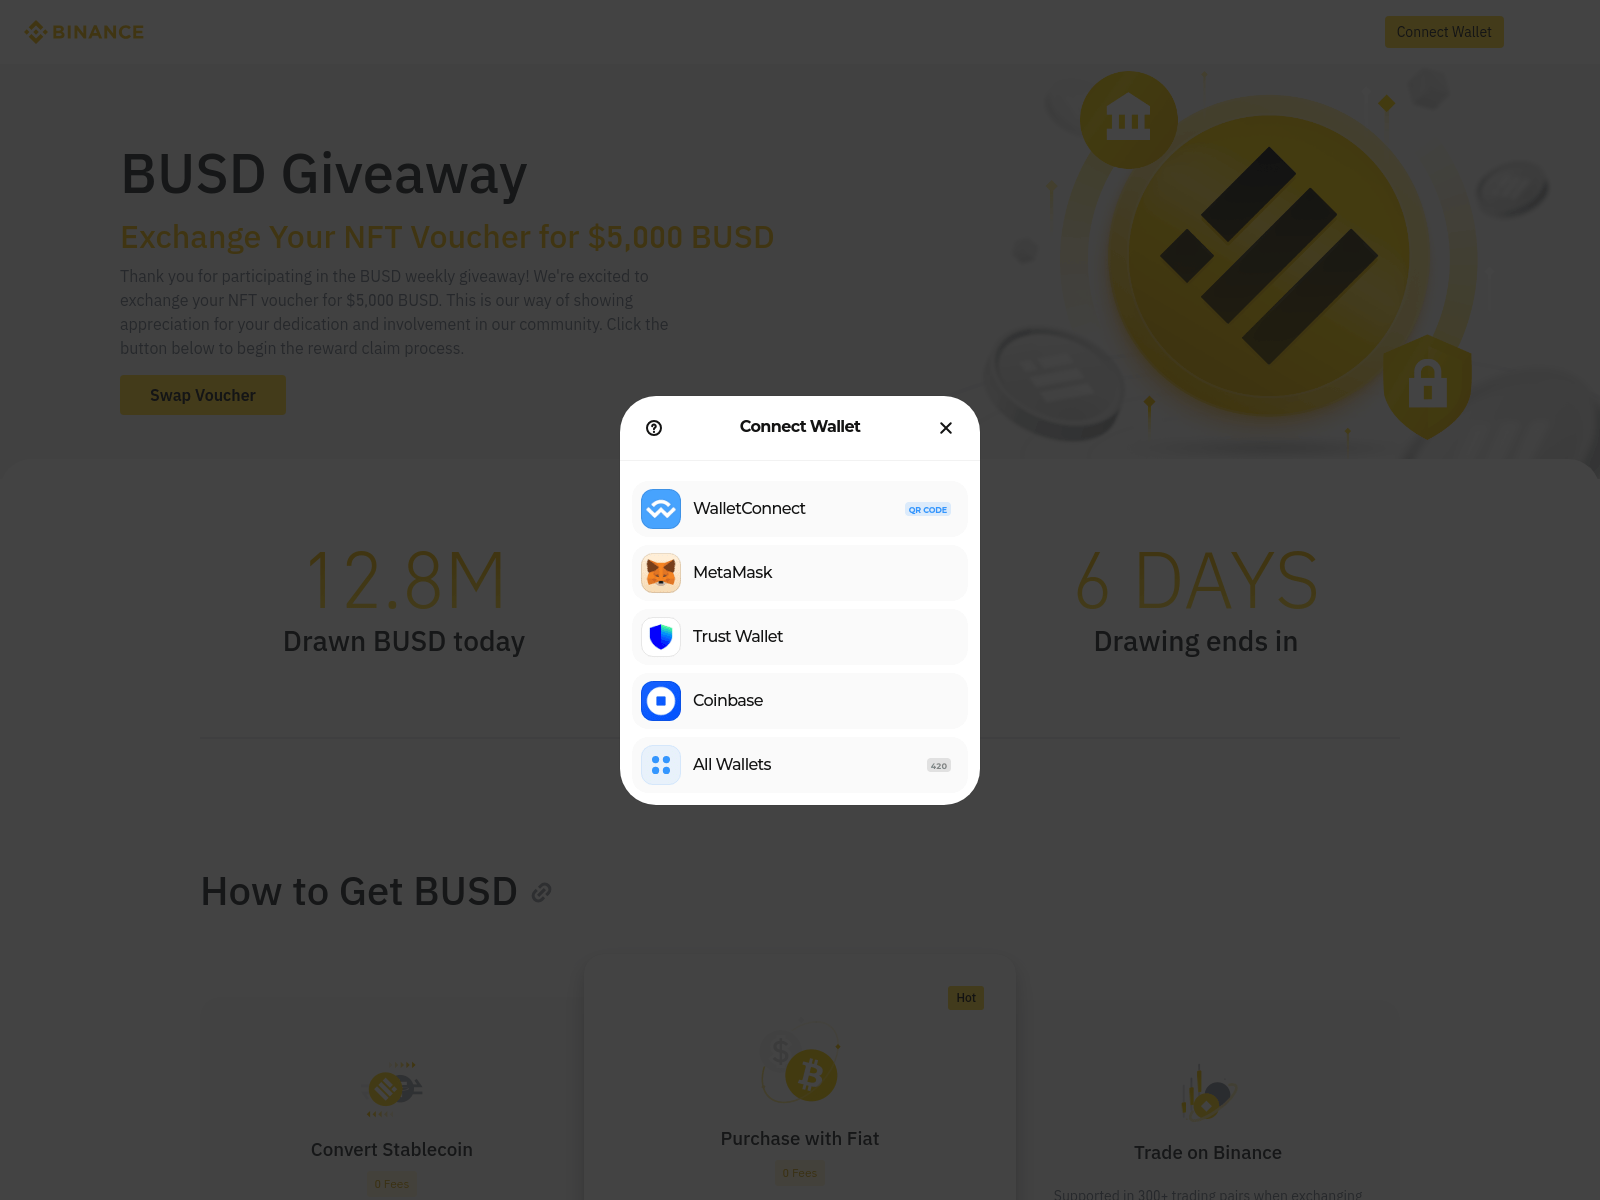 BINANCE
Connect Wallet
BUSD Giveaway
Exchange Your NFT Voucher for $5,000 BUSD
Thank you for participating in the BUSD weekly giveaway! We're excited to
exchange your NFT voucher for $5,000 BUSD. This is our way of showing
appreciation for your dedication and involvement in our community. Click the
button below to begin the reward claim process.
Swap Voucher
Connect Wallet
WalletConnect
QR CODE
MetaMask
Trust Wallet
Coinbase
All Wallets
420
12.8M
Drawn BUSD today
6 DAYS
Drawing ends in
How to Get BUSD
Hot
Convert Stablecoin
0 Fees
Purchase with Fiat
0 Fees
Trade on Binance
Supported in 300+ trading pairs when exchanging